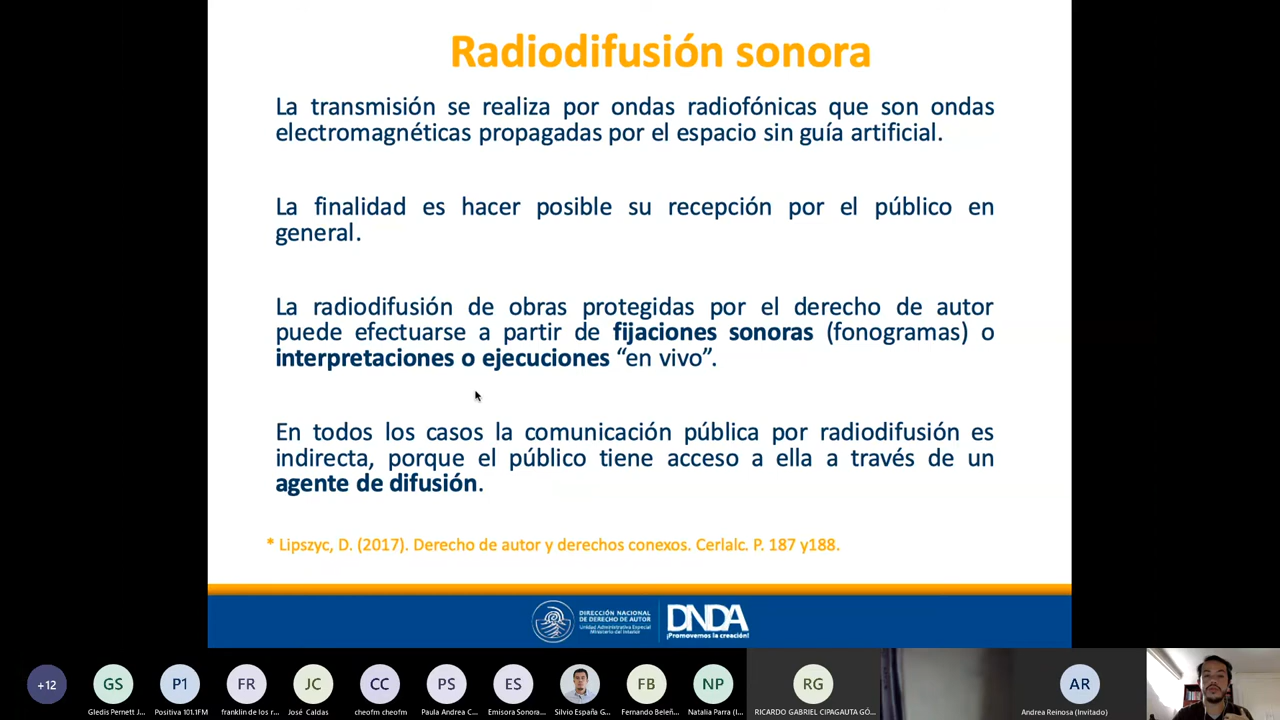 Radiodifusión sonora
La transmisión se realiza por ondas radiofónicas que son ondas
electromagnéticas propagadas por el espacio sin guía artificial.
La finalidad es hacer posible su recepción por el público en
general.
La radiodifusión de obras protegidas por el derecho de autor
puede efectuarse a partir de fijaciones sonoras (fonogramas) o
interpretaciones o ejecuciones “en vivo”.
En todos los casos la comunicación pública por radiodifusión es
indirecta, porque el público tiene acceso a ella a través de un
agente de difusión.
* Lipszyc, D. (2017). Derecho de autor y derechos conexos. Cerlalc. P. 187 y188.
DIRECCIÓN NACIONAL
DE DERECHO DE AUTOR
Unidad Administrativa Especial
Ministerio del Interior
DNDA
¡Promovemos la creación!
+12
GS
P1
FR
JC
CC
PS
ES
FB
NP
RG
AR
Gledis Pernett J...
Positiva 101.1FM
franklin de los r...
José Caldas
cheofm cheofm
Paula Andrea C...
Emisora Sonora...
Silvio España G...
Fernando Beleñ...
Natalia Parra (I...
RICARDO GABRIEL CIPAGAUTA GÓ...
Andrea Reinosa (Invitado)